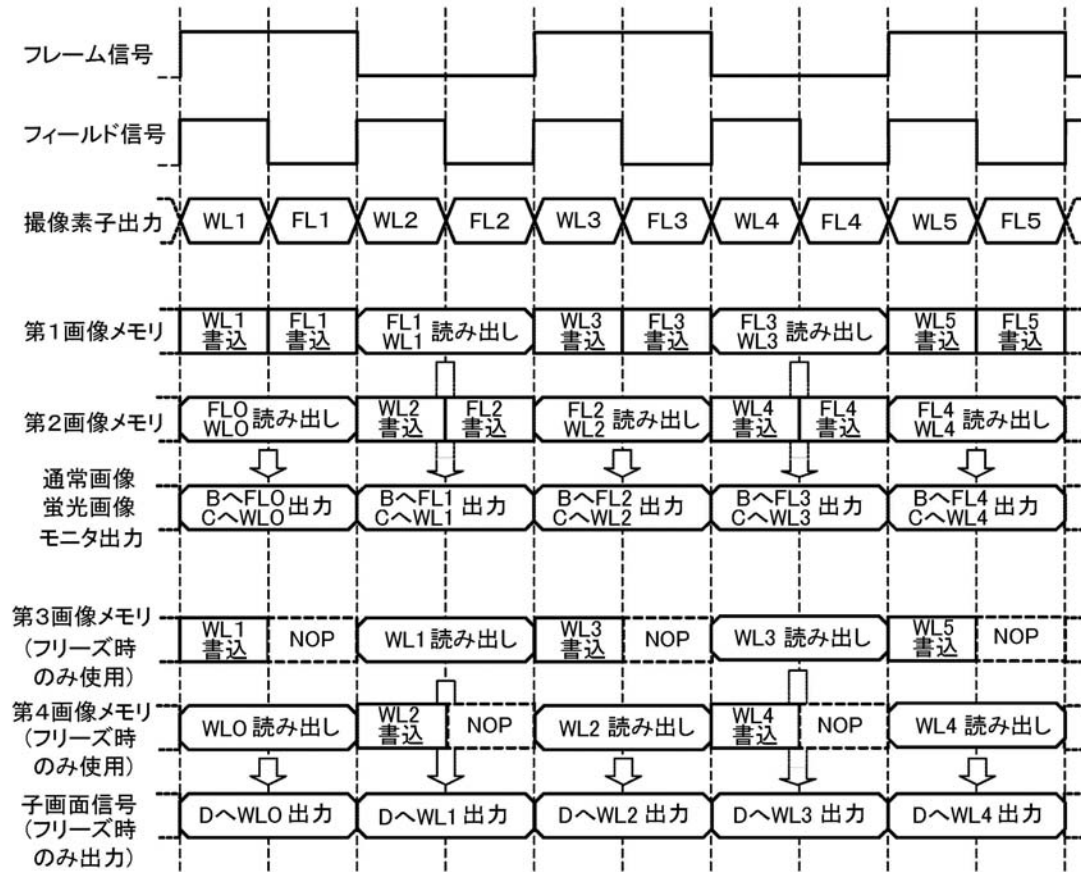 フレーム信号
フィールド信号
撮像素子出力 WL1 FL1 WL2 FL2 WL3 FL3 WL4 FL4 WL5 FL5
第1画像メモリ
WL1
書込
FL1
書込
FL1
WL1
読み出し
WL3
書込
FL3
書込
FL3
WL3
読み出し
WL5
書込
FL5
書込
第2画像メモリ
FL0
WL0
読み出し
WL2
書込
FL2
書込
FL2
WL2
読み出し
WL4
書込
FL4
書込
FL4
WL4
読み出し
通常画像
蛍光画像
モニタ出力
BへFL0
CへWL0
出力
BへFL1
CへWL1
出力
BへFL2
CへWL2
出力
BへFL3
CへWL3
出力
BへFL4
CへWL4
出力
第3画像メモリ
(フリーズ時
のみ使用)
WL1
書込
NOP
WL1 読み出し
WL3
書込
NOP
WL3 読み出し
WL5
書込
NOP
第4画像メモリ
(フリーズ時
のみ使用)
WL0 読み出し
WL2
書込
NOP
WL2 読み出し
WL4
書込
NOP
WL4 読み出し
子画面信号
(フリーズ時
のみ出力)
DへWL0 出力
DへWL1 出力
DへWL2 出力
DへWL3 出力
DへWL4 出力